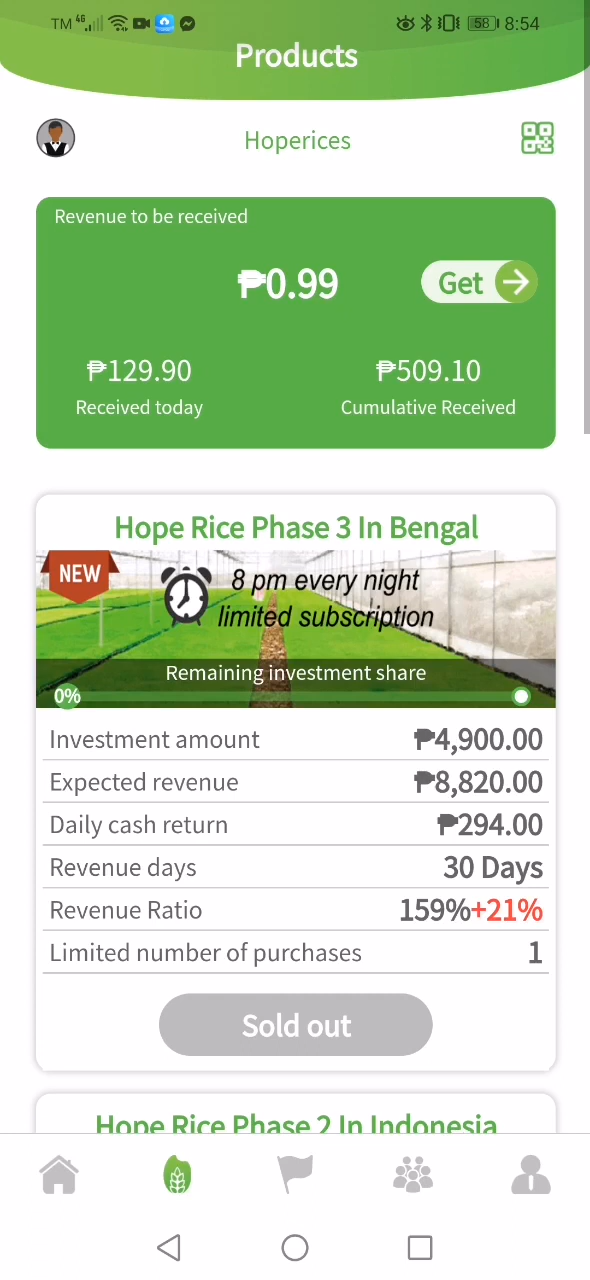 TM 4G 58 8:54
Products
Hoperices
Revenue to be received
₱0.99
Get
₱129.90 ₱509.10
Received today Cumulative Received
Hope Rice Phase 3 In Bengal
NEW
8 pm every night
limited subscription
Remaining investment share
0%
Investment amount ₱4,900.00
Expected revenue ₱8,820.00
Daily cash return ₱294.00
Revenue days 30 Days
Revenue Ratio 159%+21%
Limited number of purchases 1
Sold out
Hope Rice Phase 2 In Indonesia